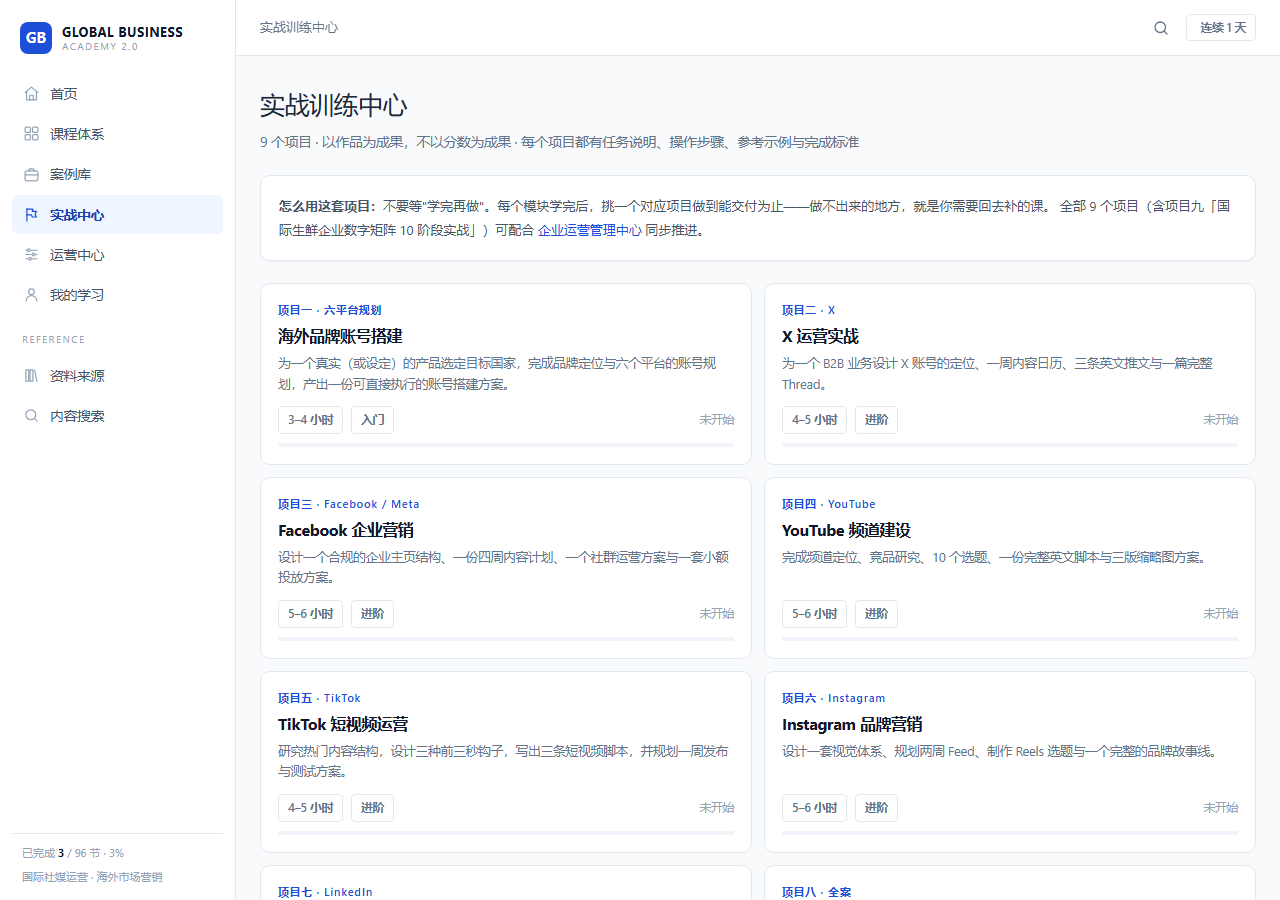 GB
GLOBAL BUSINESS
ACADEMY 2.0
首页
课程体系
案例库
实战中心
运营中心
我的学习
REFERENCE
资料来源
内容搜索
已完成 3 / 96 节 · 3%
国际社媒运营 · 海外市场营销
实战训练中心
连续 1 天
实战训练中心
9 个项目 · 以作品为成果，不以分数为成果 · 每个项目都有任务说明、操作步骤、参考示例与完成标准
怎么用这套项目：不要等"学完再做"。每个模块学完后，挑一个对应项目做到能交付为止——做不出来的地方，就是你需要回去补的课。 全部 9 个项目（含项目九「国
际生鲜企业数字矩阵 10 阶段实战」）可配合 企业运营管理中心 同步推进。
项目一 · 六平台规划
海外品牌账号搭建
为一个真实（或设定）的产品选定目标国家，完成品牌定位与六个平台的账号规
划，产出一份可直接执行的账号搭建方案。
3–4 小时
入门
未开始
项目二 · X
X 运营实战
为一个 B2B 业务设计 X 账号的定位、一周内容日历、三条英文推文与一篇完整
Thread。
4–5 小时
进阶
未开始
项目三 · Facebook / Meta
Facebook 企业营销
设计一个合规的企业主页结构、一份四周内容计划、一个社群运营方案与一套小额
投放方案。
5–6 小时
进阶
未开始
项目四 · YouTube
YouTube 频道建设
完成频道定位、竞品研究、10 个选题、一份完整英文脚本与三版缩略图方案。
5–6 小时
进阶
未开始
项目五 · TikTok
TikTok 短视频运营
研究热门内容结构，设计三种前三秒钩子，写出三条短视频脚本，并规划一周发布
与测试方案。
4–5 小时
进阶
未开始
项目六 · Instagram
Instagram 品牌营销
设计一套视觉体系、规划两周 Feed、制作 Reels 选题与一个完整的品牌故事线。
5–6 小时
进阶
未开始
项目七 · LinkedIn
项目八 · 全案